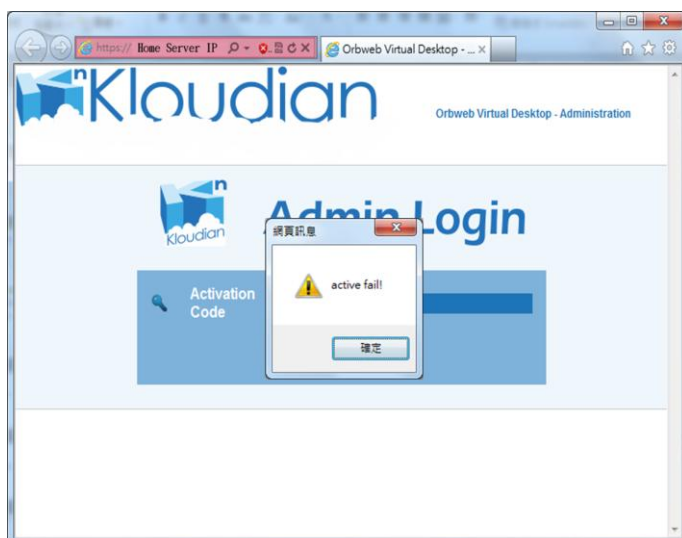 https:// Home Server IP
Orbweb Virtual Desktop - ...
nKloudian
Orbweb Virtual Desktop - Administration
n
Kloudian
Admin Login
網頁訊息
active fail!
確定
Activation
Code